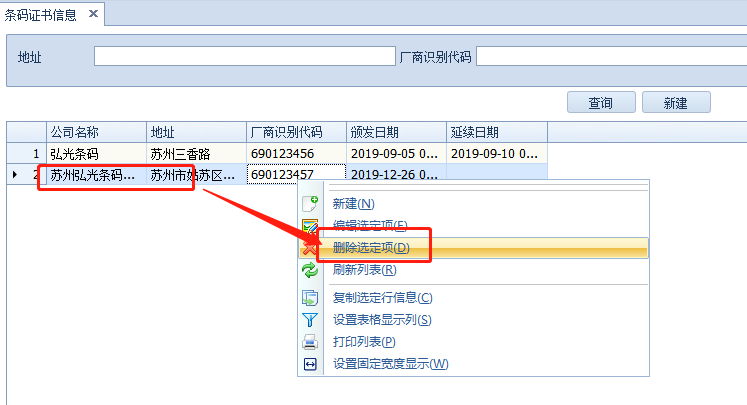 条码证书信息
地址 厂商识别代码
查询 新建
公司名称 地址 厂商识别代码 颁发日期 延续日期
1 弘光条码 苏州三香路 690123456 2019-09-05 0... 2019-09-10 0...
2 苏州弘光条码... 苏州市姑苏区... 690123457 2019-12-26 0...
新建(N)
编辑选定项(E)
删除选定项(D)
刷新列表(R)
复制选定行信息(C)
设置表格显示列(S)
打印列表(P)
设置固定宽度显示(W)